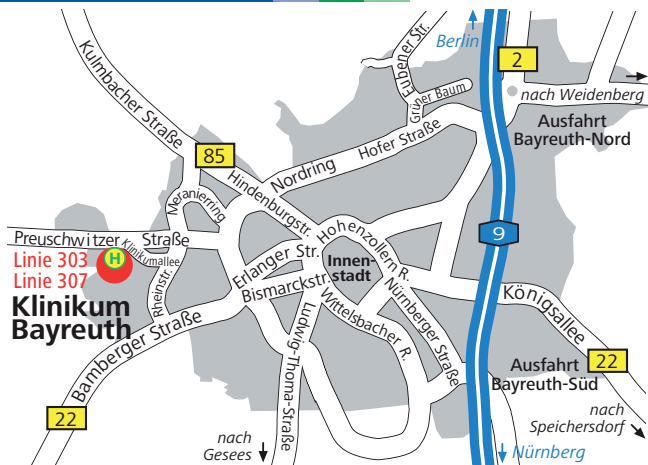 Berlin
2
Kulmbacher Straße
Eubener Str.
Grüner Baum
nach Weidenberg
Ausfahrt
Bayreuth-Nord
85
Nordring
Hofer Straße
Hindenburgstr.
Meranierring
Hohenzollern R.
9
Preuschwitzer Straße
Klinikumallee
H
Linie 303
Linie 307
Klinikum
Bayreuth
Rheinstr.
Erlanger Str.
Innen-
stadt
Bismarckstr.
Wittelsbacher R.
Nürnberger Straße
Königsallee
Bamberger Straße
Ludwig-Thoma-Straße
Ausfahrt
Bayreuth-Süd
22
22
nach
Speichersdorf
nach
Gesees
Nürnberg